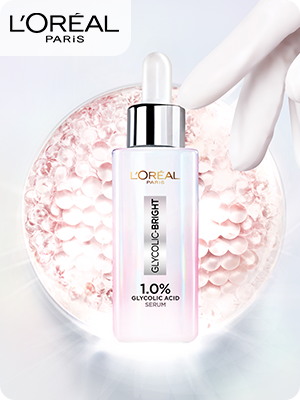 L'ORÉAL
PARIS
L'ORÉAL
PARIS
GLYCOLIC-BRIGHT
1.0%
GLYCOLIC ACID
SERUM